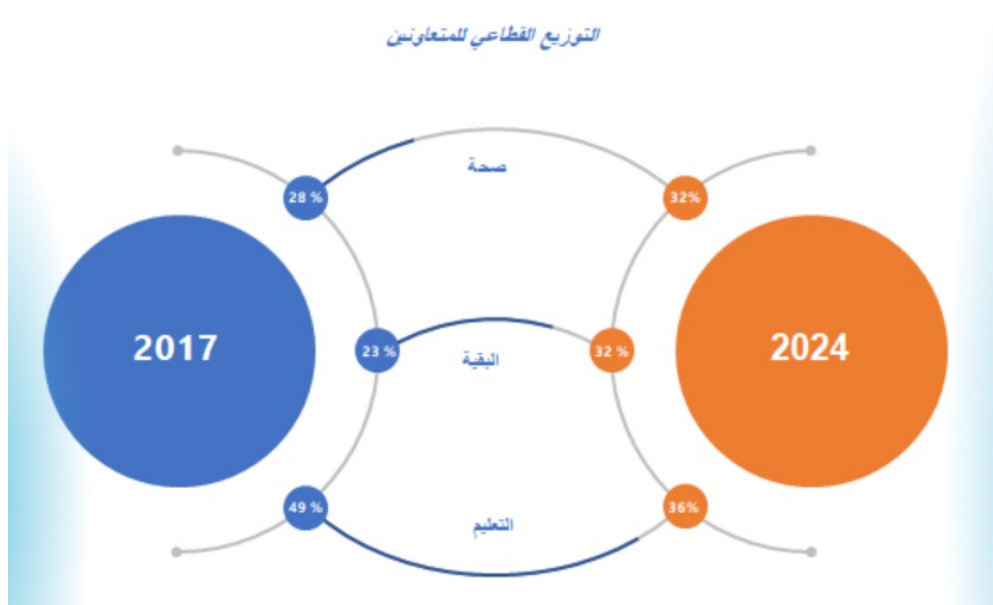 التوزيع القطاعي للمتعاونين
صحة
28 %
32%
2017
2024
23 %
32 %
البقية
49 %
36%
التعليم